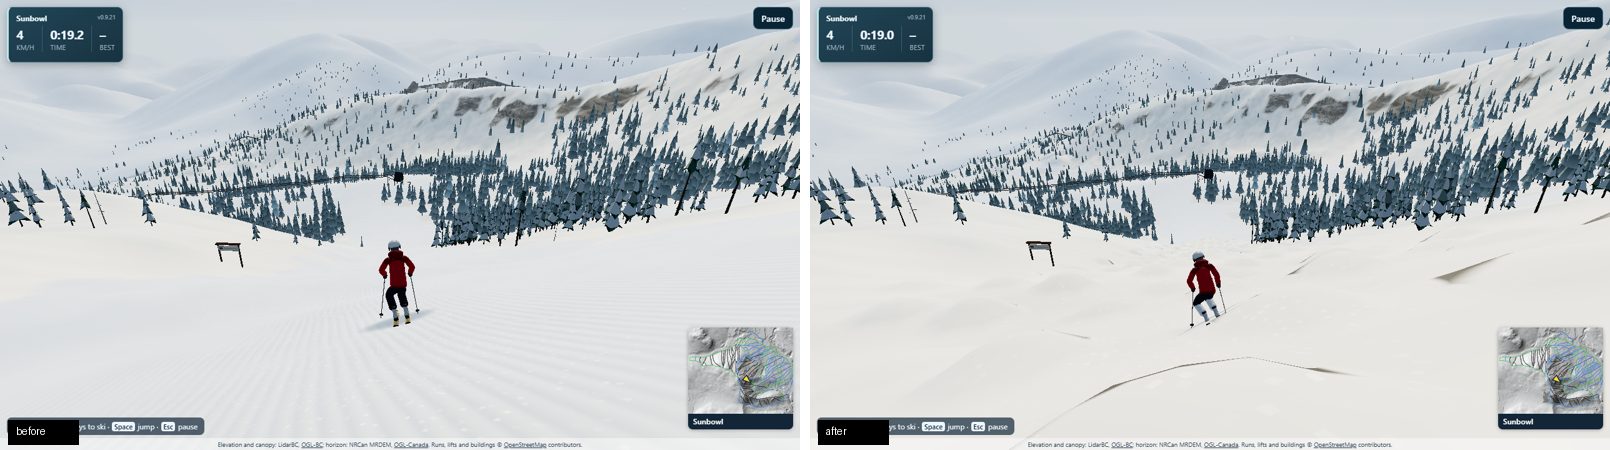 Sunbowl v0.9.21
4 0:19.2 –
KM/H TIME BEST
Pause
before
ys to ski · Space jump · Esc pause
Sunbowl
Elevation and canopy: LidarBC, OGL-BC; horizon: NRCan MRDEM, OGL-Canada. Runs, lifts and buildings © OpenStreetMap contributors.
Sunbowl v0.9.21
4 0:19.0 –
KM/H TIME BEST
Pause
after
ys to ski · Space jump · Esc pause
Sunbowl
Elevation and canopy: LidarBC, OGL-BC; horizon: NRCan MRDEM, OGL-Canada. Runs, lifts and buildings © OpenStreetMap contributors.